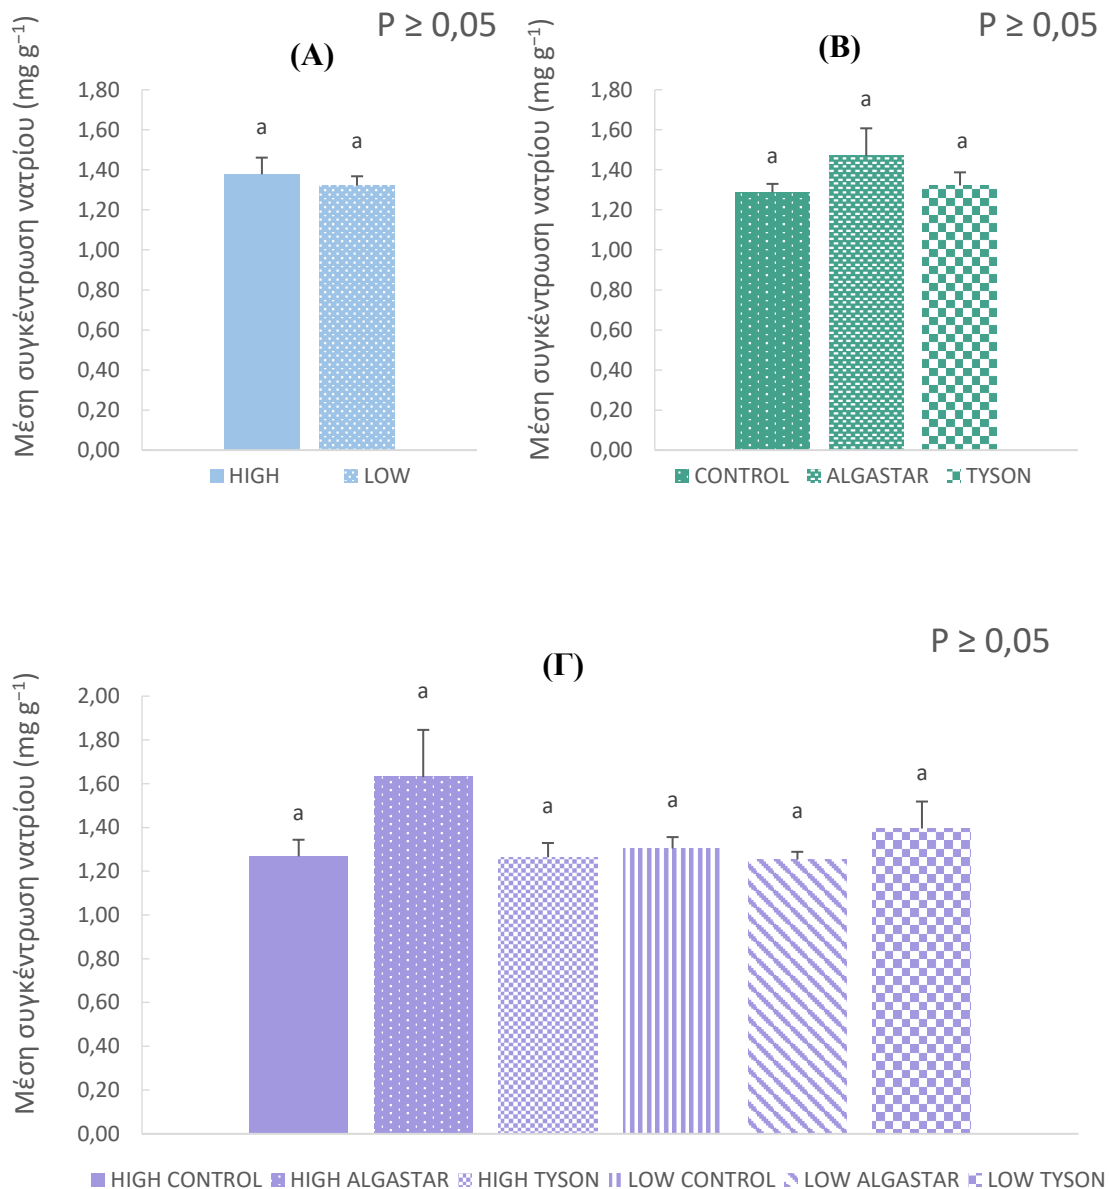 P ≥ 0,05
(A)
Μέση συγκέντρωση νατρίου (mg g⁻¹)
1,80
1,60
1,40
1,20
1,00
0,80
0,60
0,40
0,20
0,00
a
a
HIGH LOW
P ≥ 0,05
(B)
Μέση συγκέντρωση νατρίου (mg g⁻¹)
1,80
1,60
1,40
1,20
1,00
0,80
0,60
0,40
0,20
0,00
a
a
a
CONTROL ALGASTAR TYSON
P ≥ 0,05
(Γ)
Μέση συγκέντρωση νατρίου (mg g⁻¹)
2,00
1,80
1,60
1,40
1,20
1,00
0,80
0,60
0,40
0,20
0,00
a
a
a
a
a
a
HIGH CONTROL HIGH ALGASTAR HIGH TYSON LOW CONTROL LOW ALGASTAR LOW TYSON